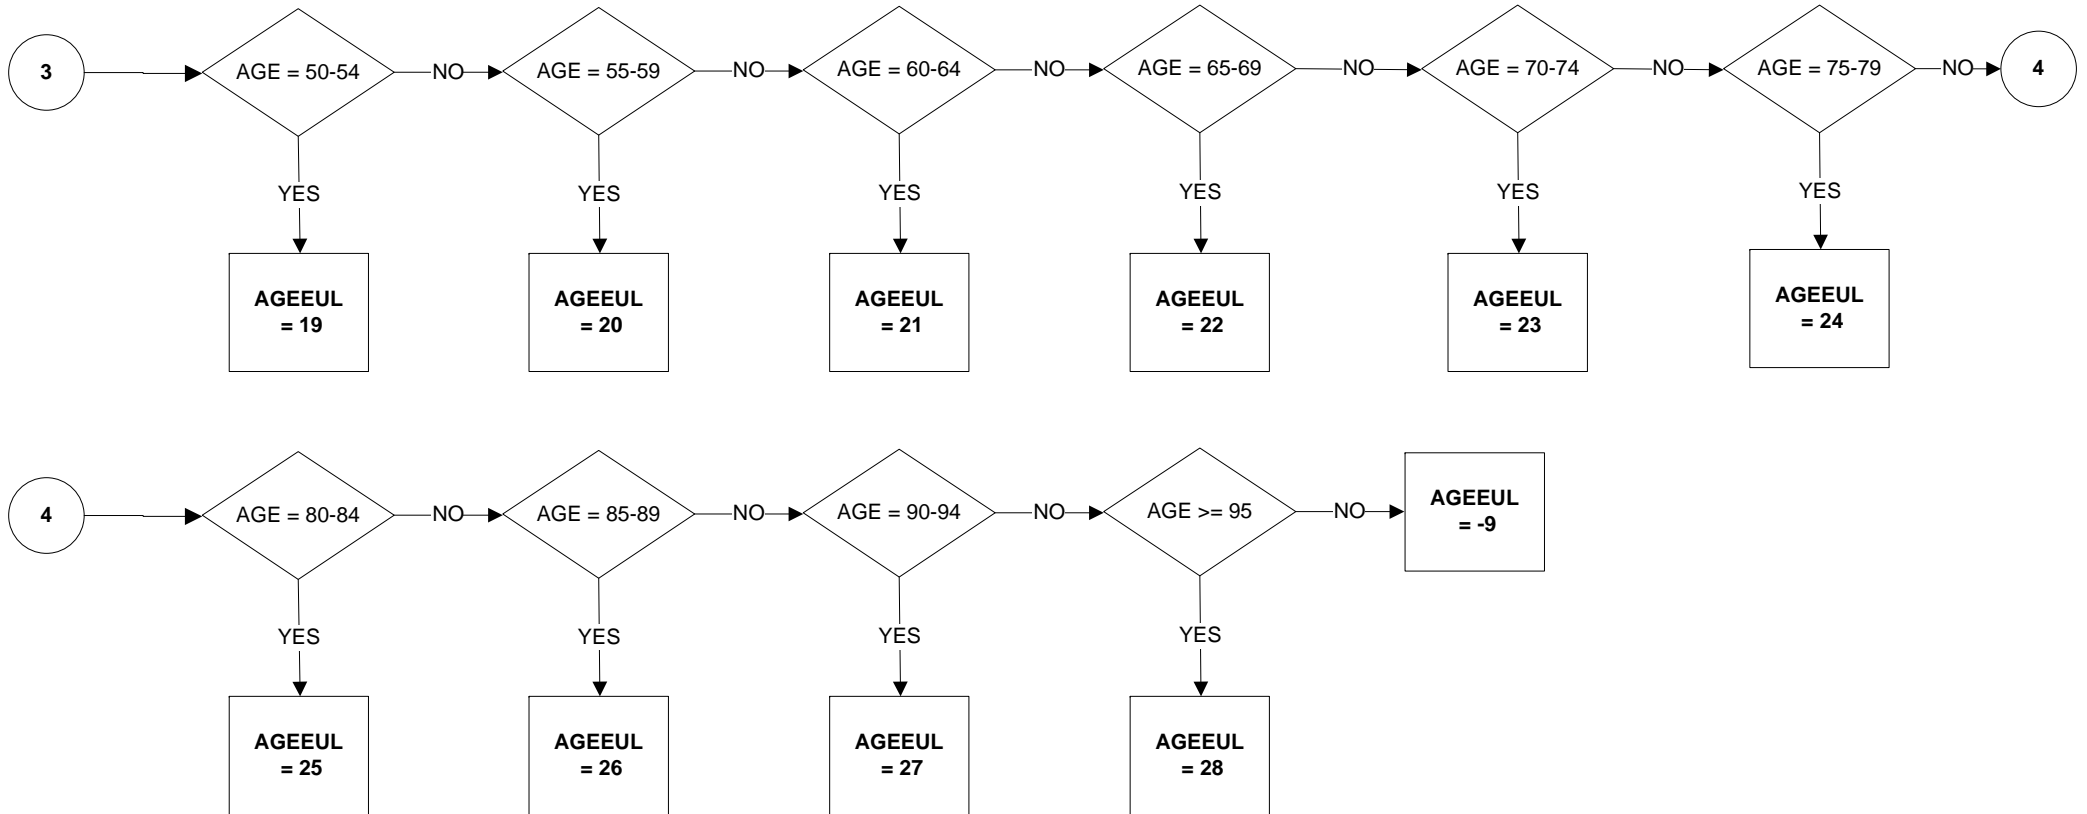 3
AGE = 50-54
NO
AGE = 55-59
NO
AGE = 60-64
NO
AGE = 65-69
NO
AGE = 70-74
NO
AGE = 75-79
NO
4
YES
YES
YES
YES
YES
YES
AGEEUL
= 19
AGEEUL
= 20
AGEEUL
= 21
AGEEUL
= 22
AGEEUL
= 23
AGEEUL
= 24
4
AGE = 80-84
NO
AGE = 85-89
NO
AGE = 90-94
NO
AGE >= 95
NO
AGEEUL
= -9
YES
YES
YES
YES
AGEEUL
= 25
AGEEUL
= 26
AGEEUL
= 27
AGEEUL
= 28